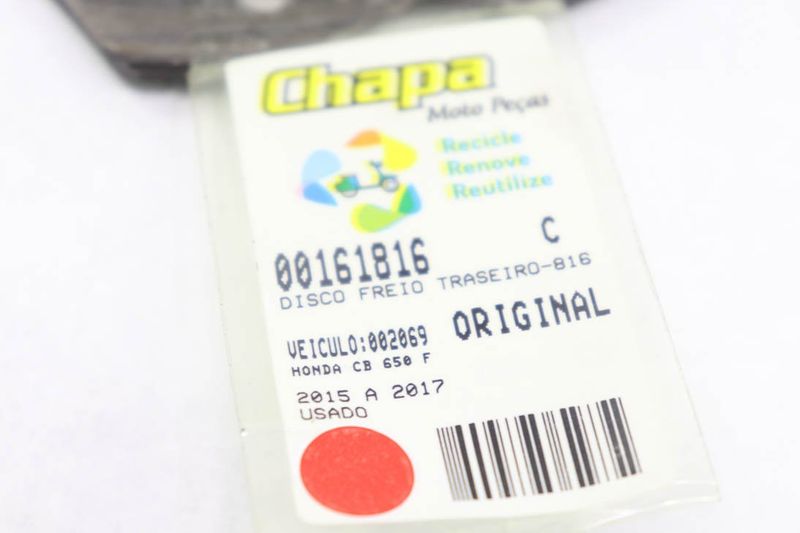 Chapa
Moto Peças
Recicle
Renove
Reutilize
00161816 C
DISCO FREIO TRASEIRO-816
VEICULO:002069 ORIGINAL
HONDA CB 650 F
2015 A 2017
USADO